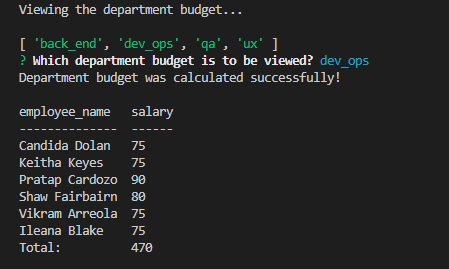 Viewing the department budget...
[ 'back_end', 'dev_ops', 'qa', 'ux' ]
? Which department budget is to be viewed? dev_ops
Department budget was calculated successfully!
employee_name salary
-------------- ------
Candida Dolan 75
Keitha Keyes 75
Pratap Cardozo 90
Shaw Fairbairn 80
Vikram Arreola 75
Ileana Blake 75
Total: 470